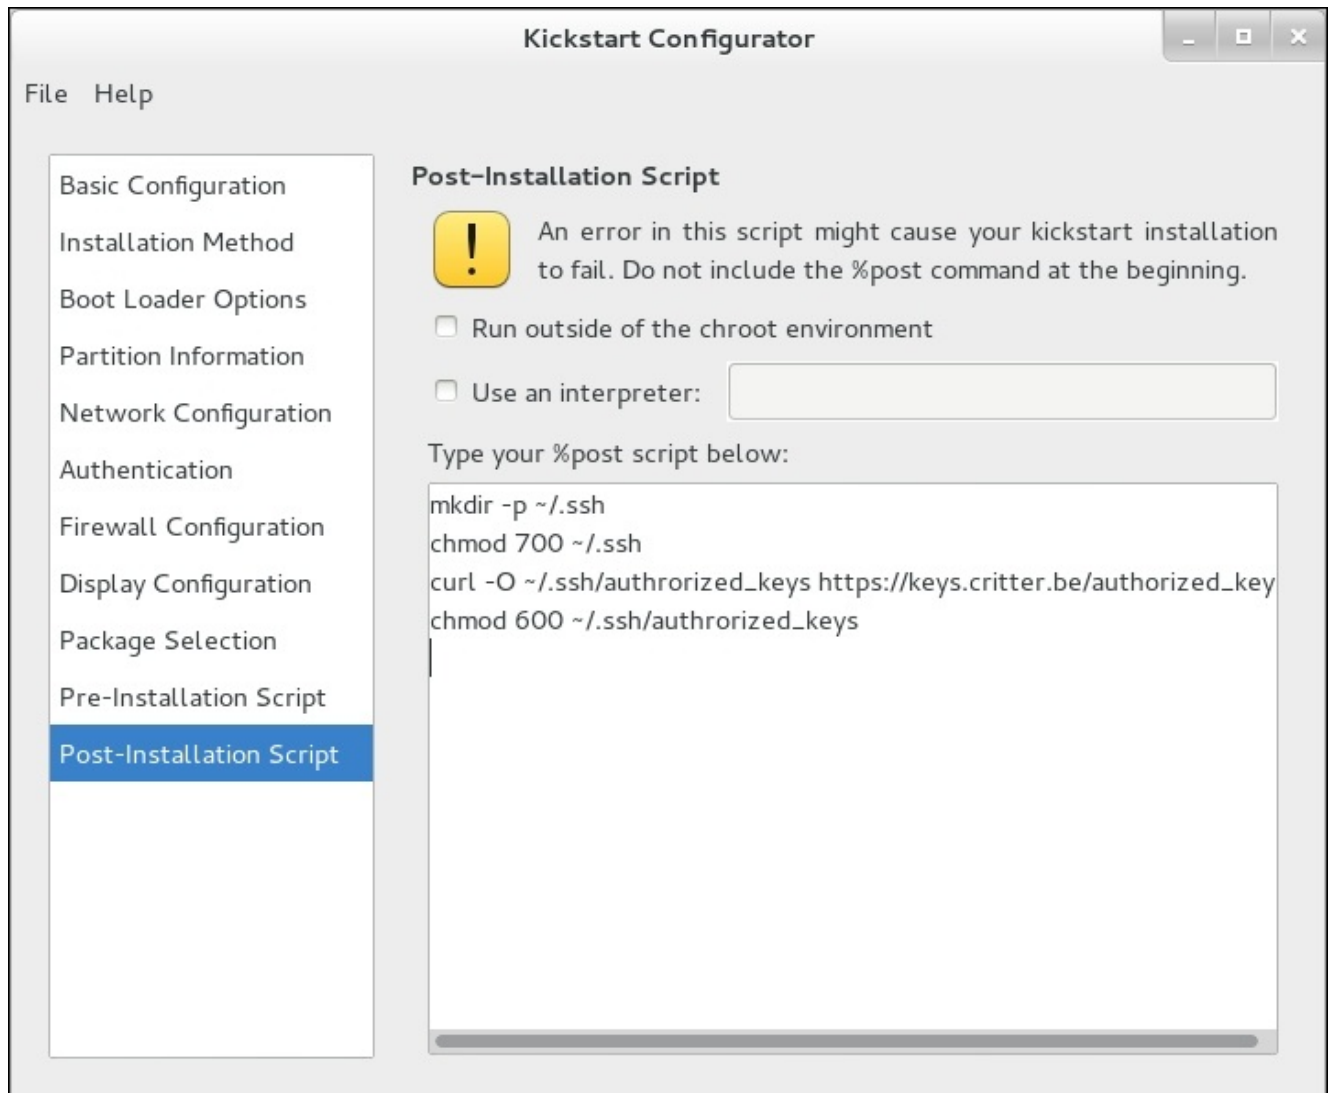 Kickstart Configurator
File Help
Basic Configuration
Installation Method
Boot Loader Options
Partition Information
Network Configuration
Authentication
Firewall Configuration
Display Configuration
Package Selection
Pre-Installation Script
Post-Installation Script
Post-Installation Script
An error in this script might cause your kickstart installation
to fail. Do not include the %post command at the beginning.
Run outside of the chroot environment
Use an interpreter:
Type your %post script below:
mkdir -p ~/.ssh
chmod 700 ~/.ssh
curl -O ~/.ssh/authrorized_keys https://keys.critter.be/authorized_key
chmod 600 ~/.ssh/authrorized_keys